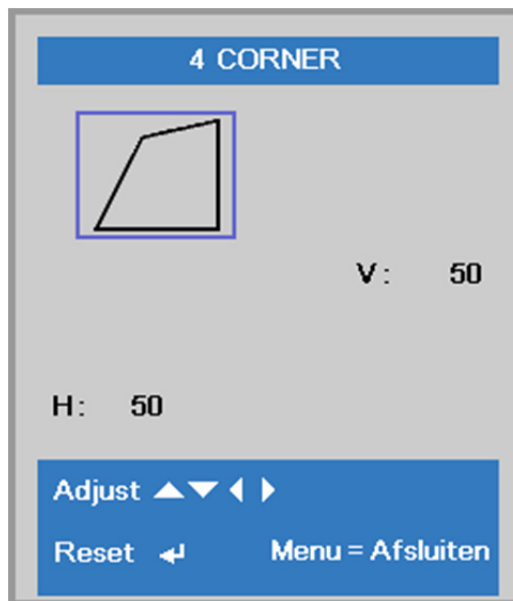 4 CORNER
V: 50
H: 50
Adjust
Reset Menu = Afsluiten